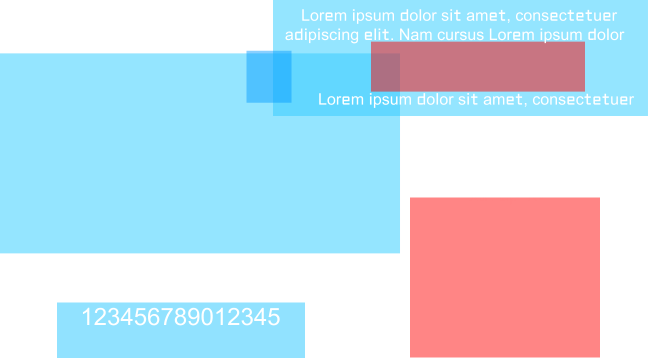 Lorem ipsum dolor sit amet, consectetuer
adipiscing elit. Nam cursus Lorem ipsum dolor
Lorem ipsum dolor sit amet, consectetuer
123456789012345